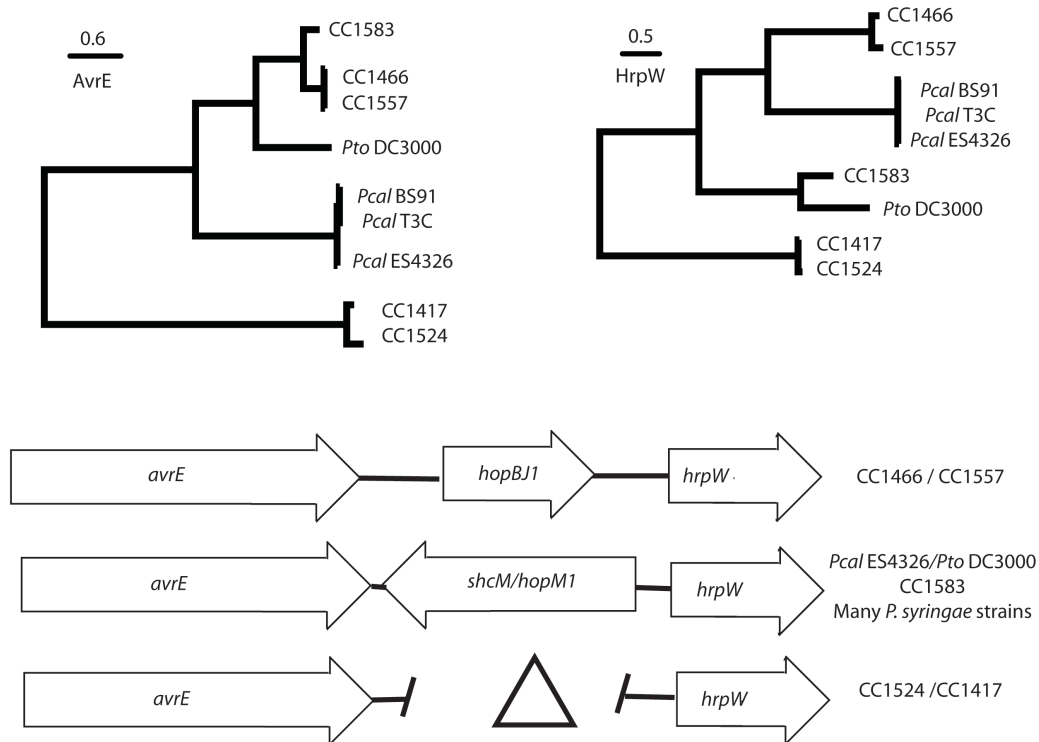 0.6
AvrE
CC1583
CC1466
CC1557
Pto DC3000
Pcal BS91
Pcal T3C
Pcal ES4326
CC1417
CC1524
0.5
HrpW
CC1466
CC1557
Pcal BS91
Pcal T3C
Pcal ES4326
CC1583
Pto DC3000
CC1417
CC1524
avrE
hopBJ1
hrpW
CC1466 / CC1557
avrE
shcM/hopM1
hrpW
Pcal ES4326/Pto DC3000
CC1583
Many P. syringae strains
avrE
hrpW
CC1524 /CC1417